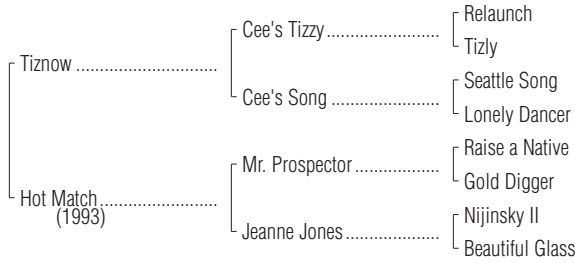 Relaunch
Cee's Tizzy
Tizly
Tiznow
Seattle Song
Cee's Song
Lonely Dancer
Raise a Native
Mr. Prospector
Gold Digger
Hot Match
(1993)
Nijinsky II
Jeanne Jones
Beautiful Glass